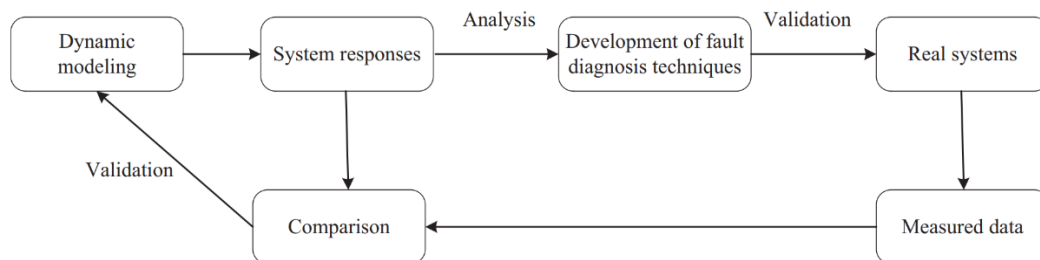 Dynamic
modeling
System responses
Analysis
Development of fault
diagnosis techniques
Validation
Real systems
Validation
Comparison
Measured data